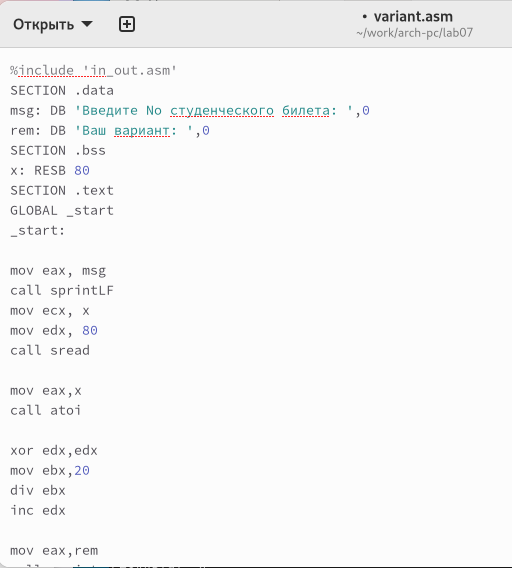 Открыть
• variant.asm
~/work/arch-pc/lab07
%include 'in_out.asm'
SECTION .data
msg: DB 'Введите No студенческого билета: ',0
rem: DB 'Ваш вариант: ',0
SECTION .bss
x: RESB 80
SECTION .text
GLOBAL _start
_start:
mov eax, msg
call sprintLF
mov ecx, x
mov edx, 80
call sread
mov eax,x
call atoi
xor edx,edx
mov ebx,20
div ebx
inc edx
mov eax,rem